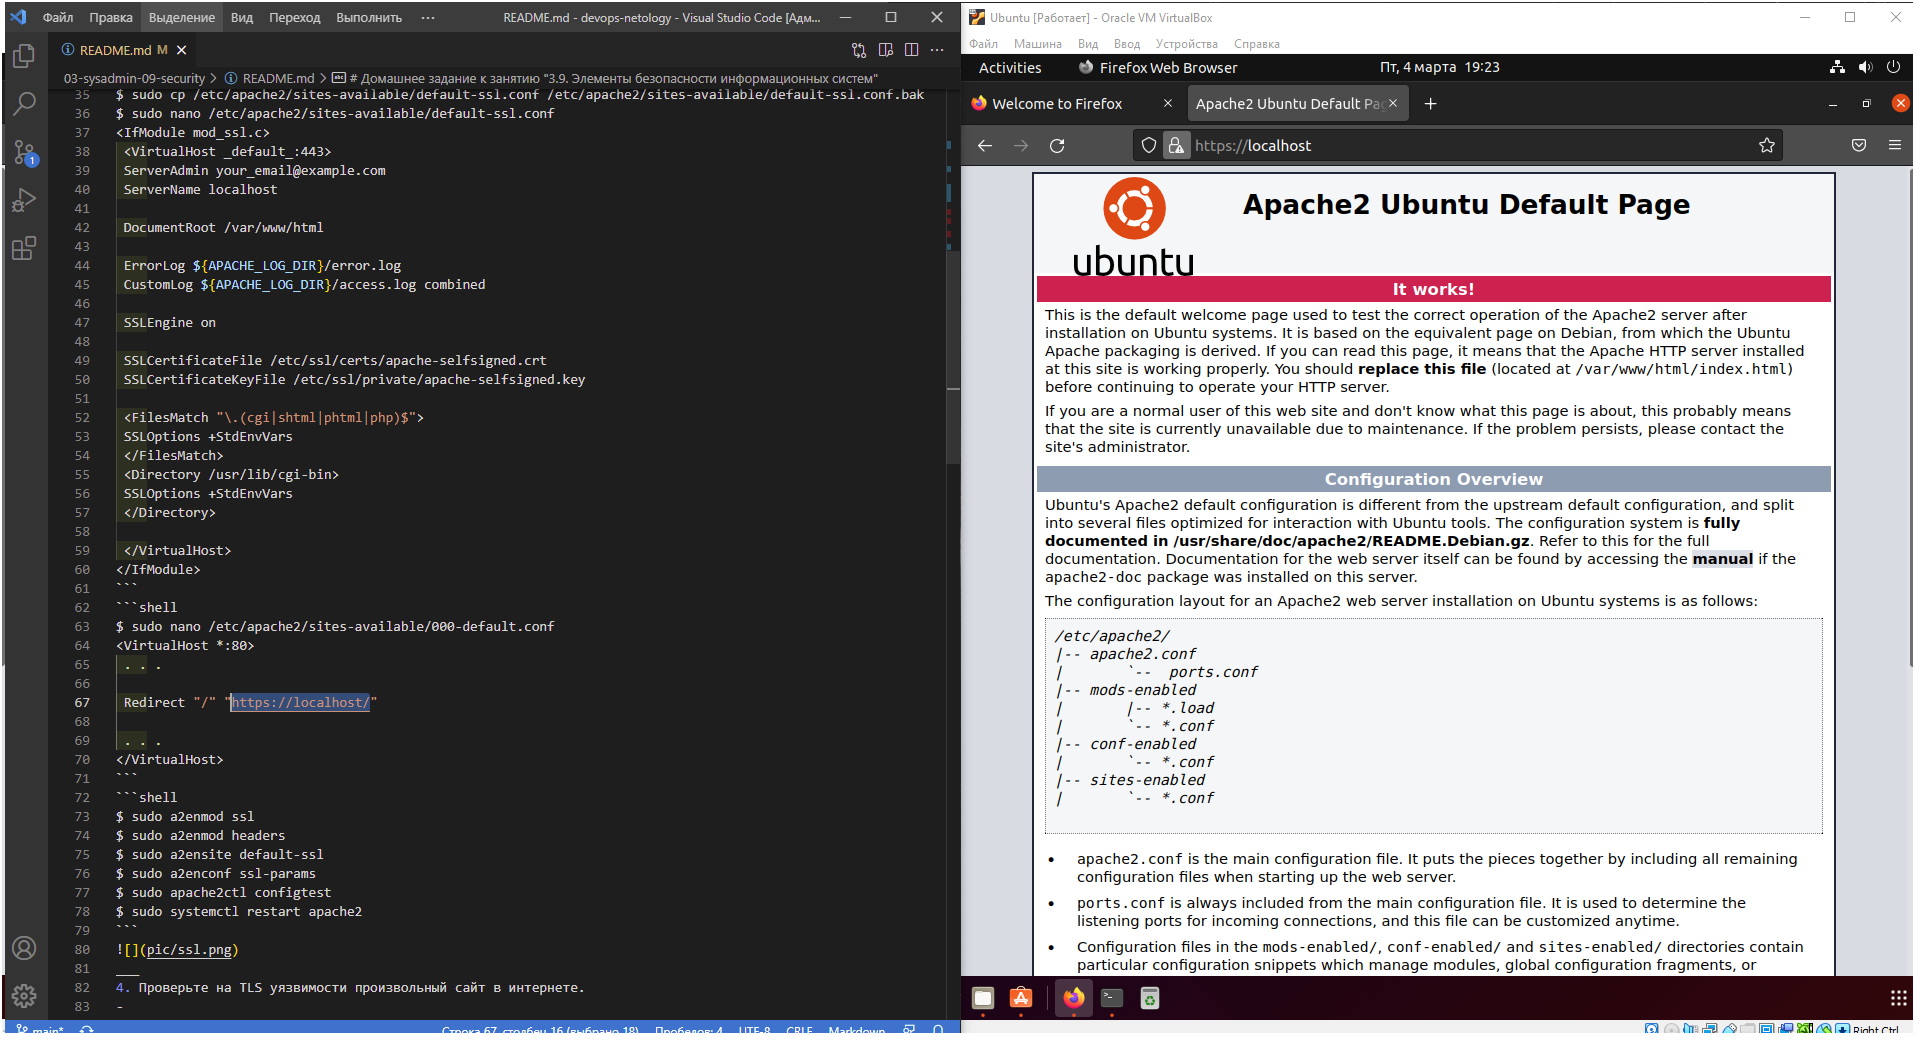 Файл Правка Выделение Вид Переход Выполнить ··· README.md - devops-netology - Visual Studio Code [Адм...
README.md M
03-sysadmin-09-security > README.md > # Домашнее задание к занятию "3.9. Элементы безопасности информационных систем"
35 $ sudo cp /etc/apache2/sites-available/default-ssl.conf /etc/apache2/sites-available/default-ssl.conf.bak
36 $ sudo nano /etc/apache2/sites-available/default-ssl.conf
37 <IfModule mod_ssl.c>
38 <VirtualHost _default_:443>
39 ServerAdmin your_email@example.com
40 ServerName localhost
41
42 DocumentRoot /var/www/html
43
44 ErrorLog ${APACHE_LOG_DIR}/error.log
45 CustomLog ${APACHE_LOG_DIR}/access.log combined
46
47 SSLEngine on
48
49 SSLCertificateFile /etc/ssl/certs/apache-selfsigned.crt
50 SSLCertificateKeyFile /etc/ssl/private/apache-selfsigned.key
51
52 <FilesMatch "\.(cgi|shtml|phtml|php)$">
53 SSLOptions +StdEnvVars
54 </FilesMatch>
55 <Directory /usr/lib/cgi-bin>
56 SSLOptions +StdEnvVars
57 </Directory>
58
59 </VirtualHost>
60 </IfModule>
61 ```
62 ```shell
63 $ sudo nano /etc/apache2/sites-available/000-default.conf
64 <VirtualHost *:80>
65 . . .
66
67 Redirect "/" "https://localhost/"
68
69 . . .
70 </VirtualHost>
71 ```
72 ```shell
73 $ sudo a2enmod ssl
74 $ sudo a2enmod headers
75 $ sudo a2ensite default-ssl
76 $ sudo a2enconf ssl-params
77 $ sudo apache2ctl configtest
78 $ sudo systemctl restart apache2
79 ```
80 ![](pic/ssl.png)
81 ___
82 4. Проверьте на TLS уязвимости произвольный сайт в интернете.
83 -
1
main* Строка 67, столбец 16 (выбрано 18) Пробелов: 4 UTF-8 CRLF Markdown
Ubuntu [Работает] - Oracle VM VirtualBox
Файл Машина Вид Ввод Устройства Справка
Activities Firefox Web Browser Пт, 4 марта 19:23
Welcome to Firefox Apache2 Ubuntu Default Pa
https://localhost
ubuntu
Apache2 Ubuntu Default Page
It works!
This is the default welcome page used to test the correct operation of the Apache2 server after
installation on Ubuntu systems. It is based on the equivalent page on Debian, from which the Ubuntu
Apache packaging is derived. If you can read this page, it means that the Apache HTTP server installed
at this site is working properly. You should replace this file (located at /var/www/html/index.html)
before continuing to operate your HTTP server.
If you are a normal user of this web site and don't know what this page is about, this probably means
that the site is currently unavailable due to maintenance. If the problem persists, please contact the
site's administrator.
Configuration Overview
Ubuntu's Apache2 default configuration is different from the upstream default configuration, and split
into several files optimized for interaction with Ubuntu tools. The configuration system is fully
documented in /usr/share/doc/apache2/README.Debian.gz. Refer to this for the full
documentation. Documentation for the web server itself can be found by accessing the manual if the
apache2-doc package was installed on this server.
The configuration layout for an Apache2 web server installation on Ubuntu systems is as follows:
/etc/apache2/
|-- apache2.conf
|       `--  ports.conf
|-- mods-enabled
|       |-- *.load
|       `-- *.conf
|-- conf-enabled
|       `-- *.conf
|-- sites-enabled
|       `-- *.conf
• apache2.conf is the main configuration file. It puts the pieces together by including all remaining
configuration files when starting up the web server.
• ports.conf is always included from the main configuration file. It is used to determine the
listening ports for incoming connections, and this file can be customized anytime.
• Configuration files in the mods-enabled/, conf-enabled/ and sites-enabled/ directories contain
particular configuration snippets which manage modules, global configuration fragments, or
Right Ctrl